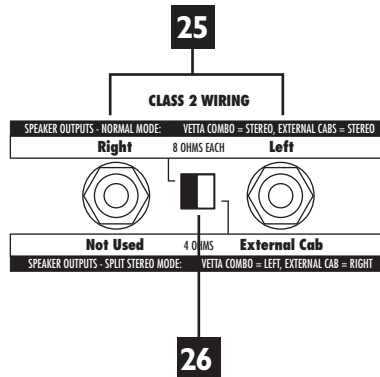 25
CLASS 2 WIRING
SPEAKER OUTPUTS - NORMAL MODE: VETTA COMBO = STEREO, EXTERNAL CABS = STEREO
Right 8 OHMS EACH Left
Not Used 4 OHMS External Cab
SPEAKER OUTPUTS - SPLIT STEREO MODE: VETTA COMBO = LEFT, EXTERNAL CAB = RIGHT
26